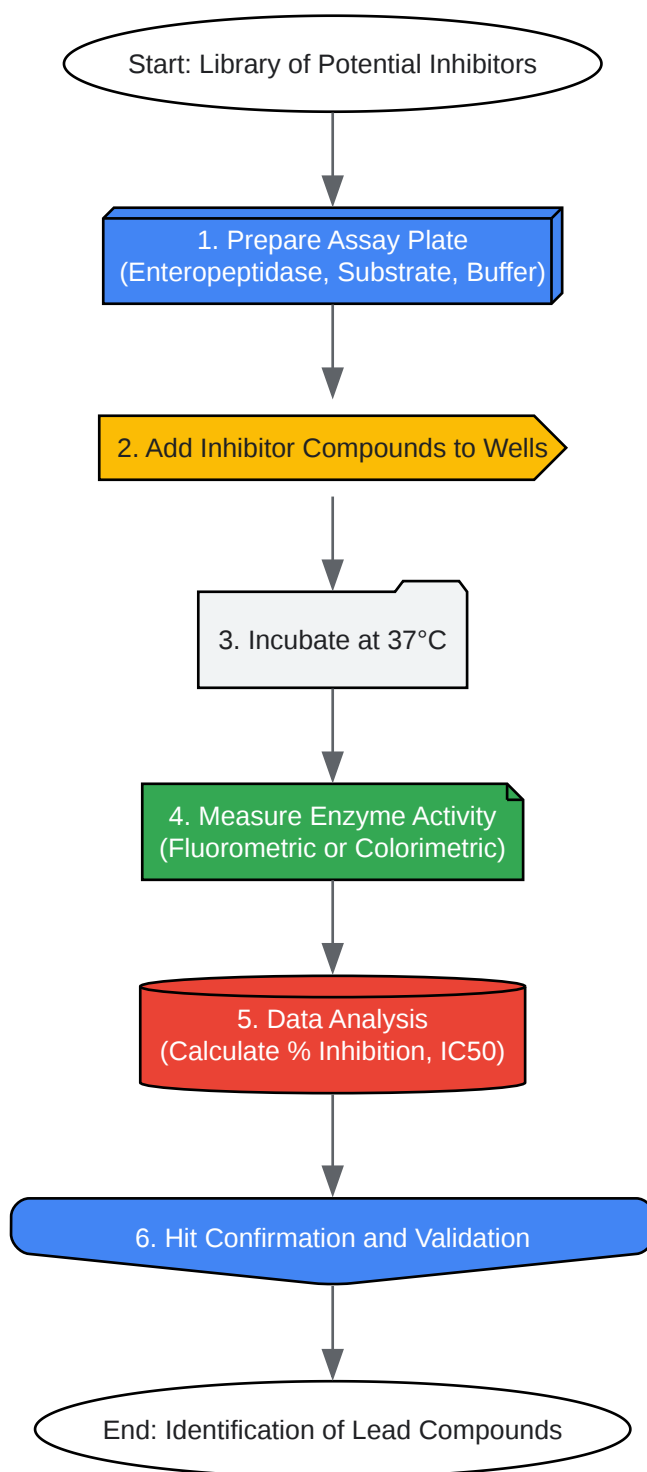 Start: Library of Potential Inhibitors
1. Prepare Assay Plate
(Enteropeptidase, Substrate, Buffer)
2. Add Inhibitor Compounds to Wells
3. Incubate at 37°C
4. Measure Enzyme Activity
(Fluorometric or Colorimetric)
5. Data Analysis
(Calculate % Inhibition, IC50)
6. Hit Confirmation and Validation
End: Identification of Lead Compounds